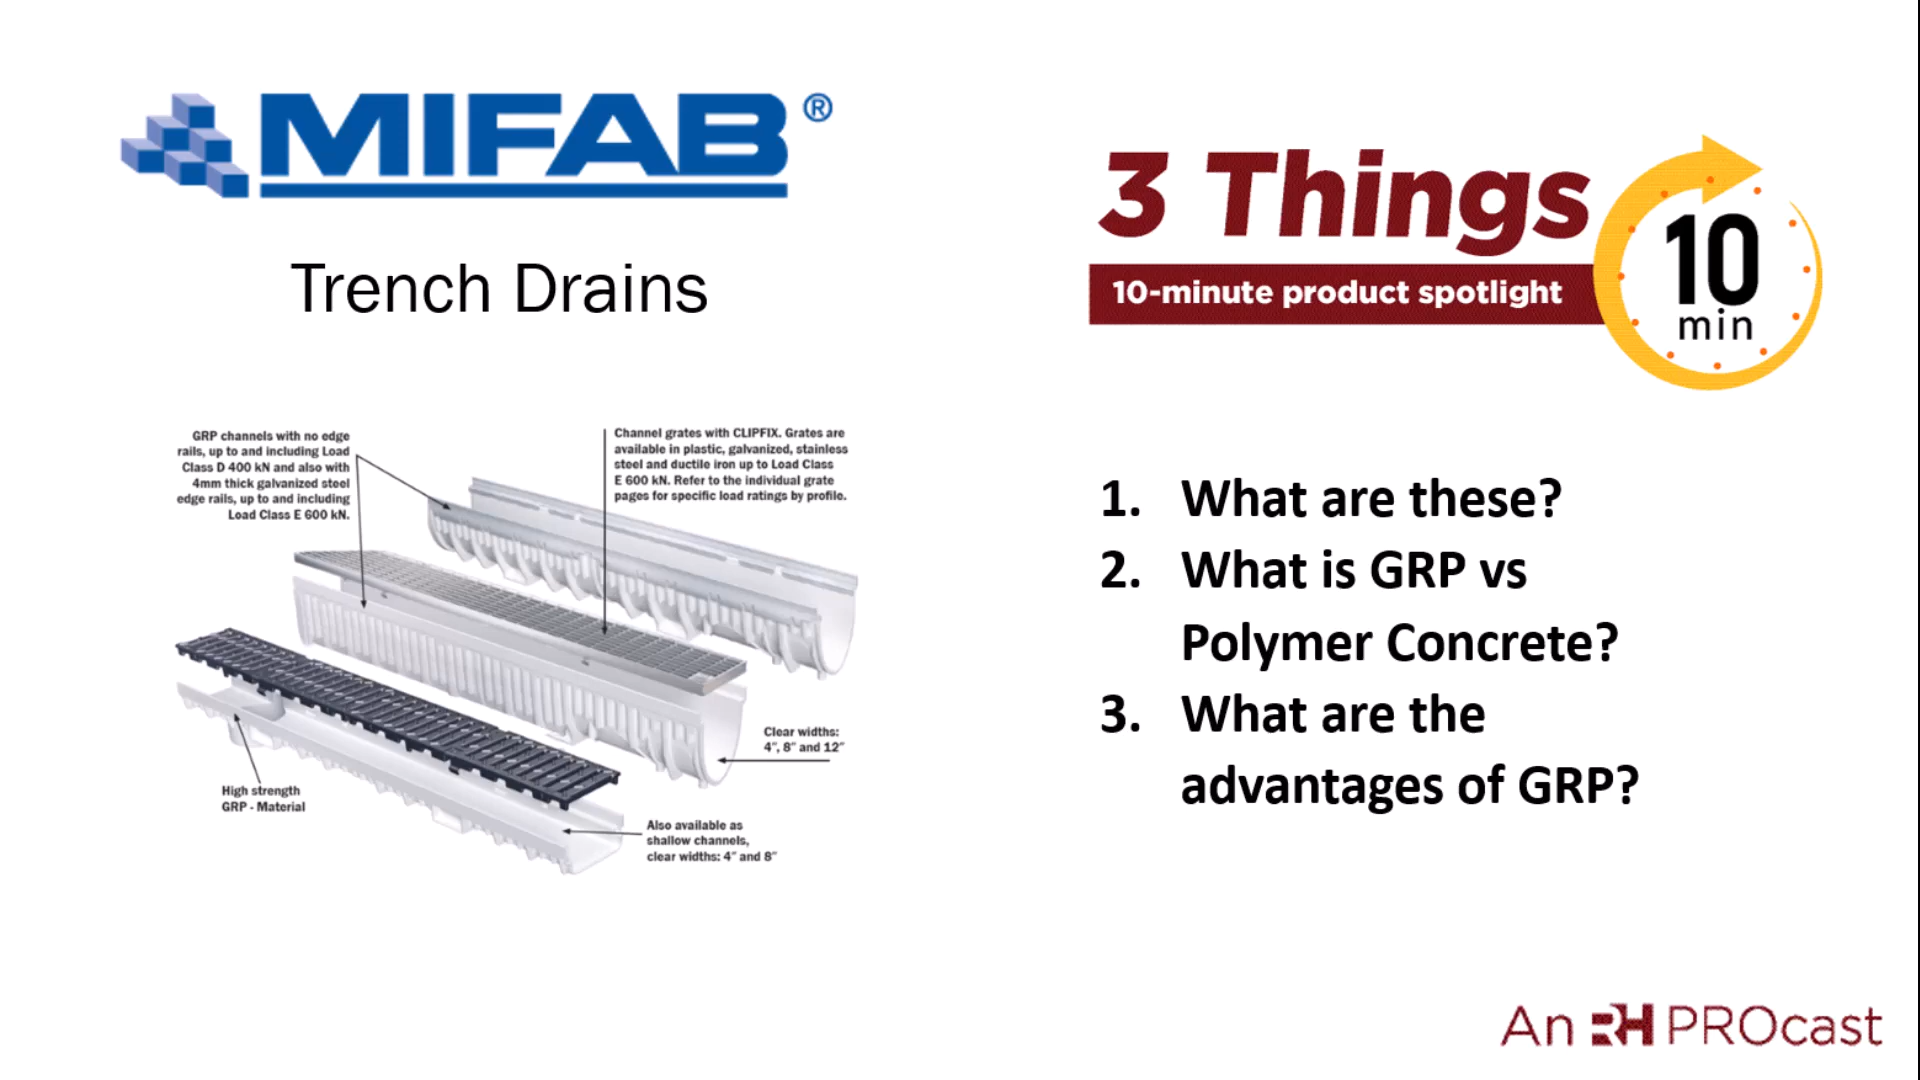 MIFAB®
Trench Drains
GRP channels with no edge
rails, up to and including Load
Class D 400 kN and also with
4mm thick galvanized steel
edge rails, up to and including
Load Class E 600 kN.
Channel grates with CLIPFIX. Grates are
available in plastic, galvanized, stainless
steel and ductile iron up to Load Class
E 600 kN. Refer to the individual grate
pages for specific load ratings by profile.
Clear widths:
4", 8" and 12"
High strength
GRP - Material
Also available as
shallow channels,
clear widths: 4" and 8"
3 Things
10-minute product spotlight
10
min
1. What are these?
2. What is GRP vs
Polymer Concrete?
3. What are the
advantages of GRP?
An RH PROcast